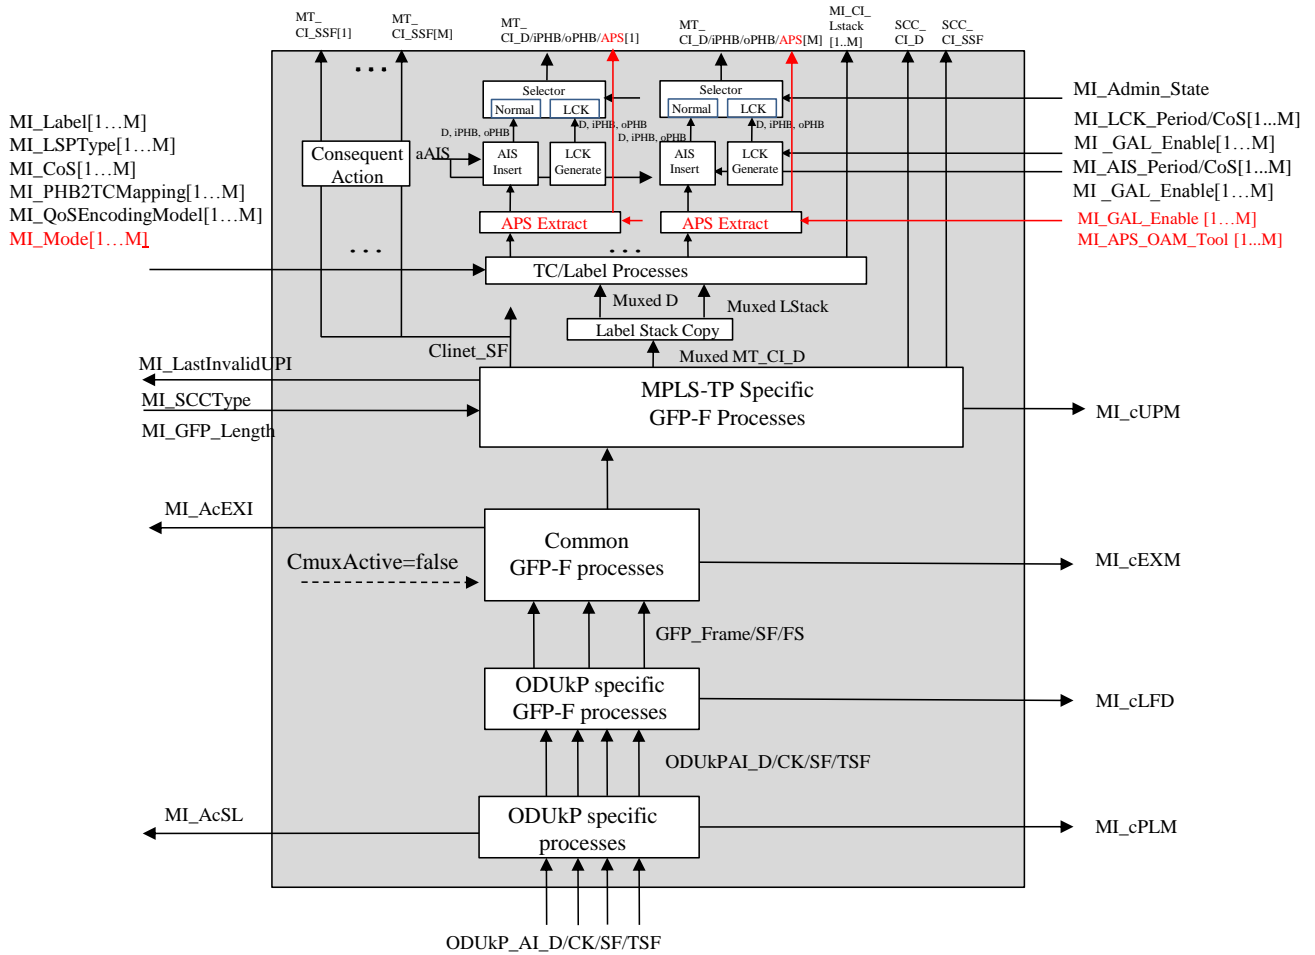 MT_
CI_SSF[1]
MT_
CI_SSF[M]
MT_
CI_D/iPHB/oPHB/APS[1]
MT_
CI_D/iPHB/oPHB/APS[M]
MI_CI_
Lstack
[1..M]
SCC_
CI_D
SCC_
CI_SSF
. . .
Selector
Normal
LCK
Selector
Normal
LCK
D, iPHB, oPHB
D, iPHB, oPHB
D, iPHB, oPHB
D, iPHB, oPHB
MI_Admin_State
MI_LCK_Period/CoS[1...M]
MI _GAL_Enable[1…M]
MI_AIS_Period/CoS[1...M]
MI _GAL_Enable[1…M]
MI_GAL_Enable [1…M]
MI_APS_OAM_Tool [1...M]
MI_Label[1…M]
MI_LSPType[1…M]
MI_CoS[1…M]
MI_PHB2TCMapping[1…M]
MI_QoSEncodingModel[1…M]
MI_Mode[1…M]
Consequent
Action
aAIS
AIS
Insert
LCK
Generate
AIS
Insert
LCK
Generate
APS Extract
APS Extract
. . .
. . .
TC/Label Processes
Muxed D
Muxed LStack
Label Stack Copy
Clinet_SF
Muxed MT_CI_D
MI_LastInvalidUPI
MI_SCCType
MI_GFP_Length
MPLS-TP Specific
GFP-F Processes
MI_cUPM
MI_AcEXI
Common
GFP-F processes
CmuxActive=false
MI_cEXM
GFP_Frame/SF/FS
ODUkP specific
GFP-F processes
MI_cLFD
ODUkPAI_D/CK/SF/TSF
MI_AcSL
ODUkP specific
processes
MI_cPLM
ODUkP_AI_D/CK/SF/TSF